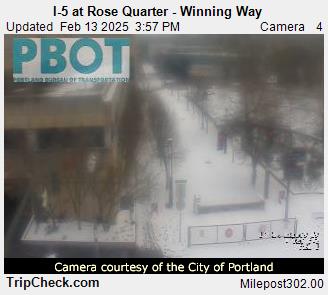 I-5 at Rose Quarter - Winning Way
Updated Feb 13 2025 3:57 PM Camera 4
PBOT
PORTLAND BUREAU OF TRANSPORTATION
Camera courtesy of the City of Portland
TripCheck.com Milepost302.00